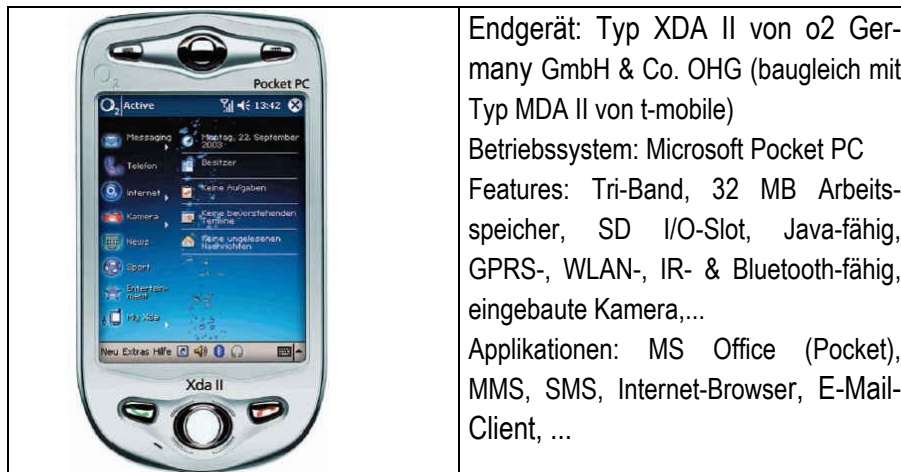 O2
Pocket PC
O2 Active 13:42
Messaging
Montag, 22. September
2003
Telefon
Besitzer
Internet
Keine Aufgaben
Kamera
Keine bevorstehenden
Termine
News
Keine ungelesenen
Nachrichten
Sport
Entertain-
ment
My Xda
Neu Extras Hilfe
Xda II
Endgerät: Typ XDA II von o2 Ger-
many GmbH & Co. OHG (baugleich mit
Typ MDA II von t-mobile)
Betriebssystem: Microsoft Pocket PC
Features: Tri-Band, 32 MB Arbeits-
speicher, SD I/O-Slot, Java-fähig,
GPRS-, WLAN-, IR- & Bluetooth-fähig,
eingebaute Kamera,...
Applikationen: MS Office (Pocket),
MMS, SMS, Internet-Browser, E-Mail-
Client, ...